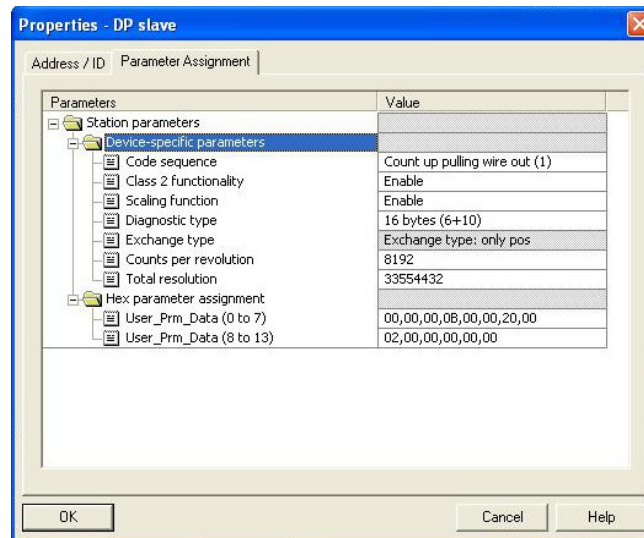 Properties - DP slave
Address / ID Parameter Assignment
Parameters Value
Station parameters
Device-specific parameters
Code sequence Count up pulling wire out (1)
Class 2 functionality Enable
Scaling function Enable
Diagnostic type 16 bytes (6+10)
Exchange type Exchange type: only pos
Counts per revolution 8192
Total resolution 33554432
Hex parameter assignment
User_Prm_Data (0 to 7) 00,00,00,0B,00,00,20,00
User_Prm_Data (8 to 13) 02,00,00,00,00,00
OK Cancel Help